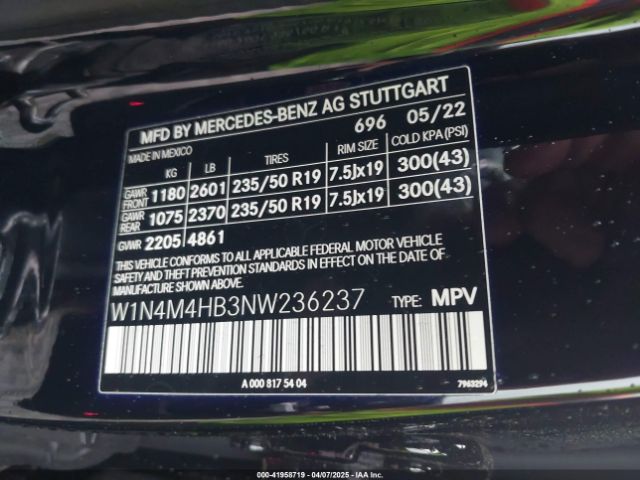 MFD BY MERCEDES-BENZ AG STUTTGART
MADE IN MEXICO 696 05/22
KG LB TIRES RIM SIZE COLD KPA (PSI)
GAWR FRONT 1180 2601 235/50 R19 7.5Jx19 300(43)
GAWR REAR 1075 2370 235/50 R19 7.5Jx19 300(43)
GVWR 2205 4861
THIS VEHICLE CONFORMS TO ALL APPLICABLE FEDERAL MOTOR VEHICLE
SAFETY AND THEFT PREVENTION STANDARDS IN EFFECT ON THE DATE OF
MANUFACTURE SHOWN ABOVE.
W1N4M4HB3NW236237 TYPE: MPV
A 000 817 54 04 7963294
000-41958719 - 04/07/2025 - IAAI.COM